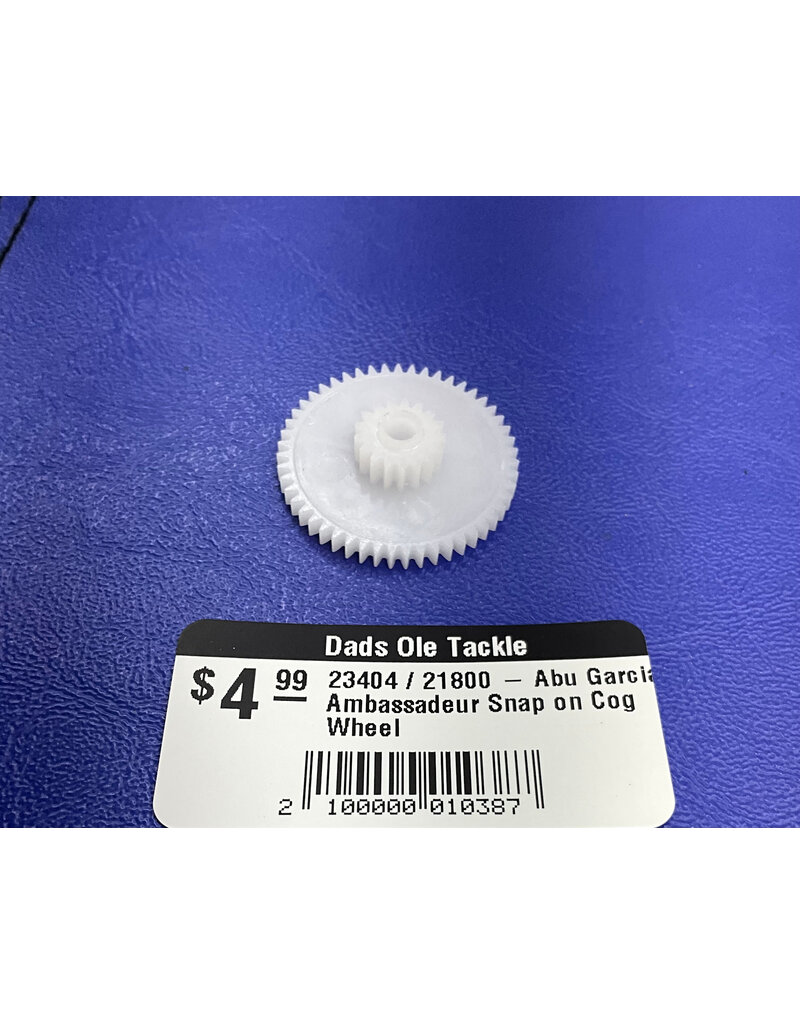 Dads Ole Tackle
$4 99
23404 / 21800 — Abu Garcia
Ambassadeur Snap on Cog
Wheel
2 100000 010387